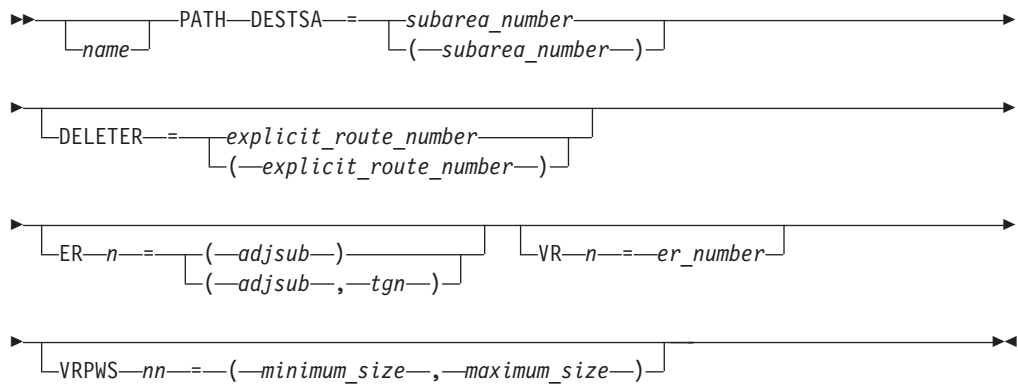 PATH DESTSA = subarea_number
name ( subarea_number )
DELETER = explicit_route_number
( explicit_route_number )
ER n = ( adjsub ) VR n = er_number
( adjsub , tgn )
VRPWS nn = ( minimum_size , maximum_size )